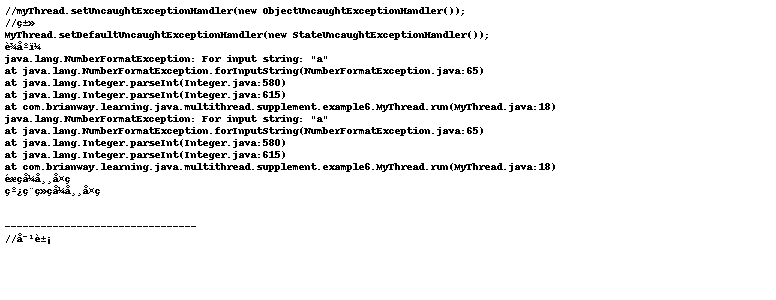 //myThread.setUncaughtExceptionHandler(new ObjectUncaughtExceptionHandler());
//ç±»
MyThread.setDefaultUncaughtExceptionHandler(new StateUncaughtExceptionHandler());
è¾åºï¼
java.lang.NumberFormatException: For input string: "a"
at java.lang.NumberFormatException.forInputString(NumberFormatException.java:65)
at java.lang.Integer.parseInt(Integer.java:580)
at java.lang.Integer.parseInt(Integer.java:615)
at com.brianway.learning.java.multithread.supplement.example6.MyThread.run(MyThread.java:18)
java.lang.NumberFormatException: For input string: "a"
at java.lang.NumberFormatException.forInputString(NumberFormatException.java:65)
at java.lang.Integer.parseInt(Integer.java:580)
at java.lang.Integer.parseInt(Integer.java:615)
at com.brianway.learning.java.multithread.supplement.example6.MyThread.run(MyThread.java:18)
éæçå¼å¸¸å¤ç
çº¿ç¨ç»çå¼å¸¸å¤ç
--------------------------------
//å¯¹è±¡